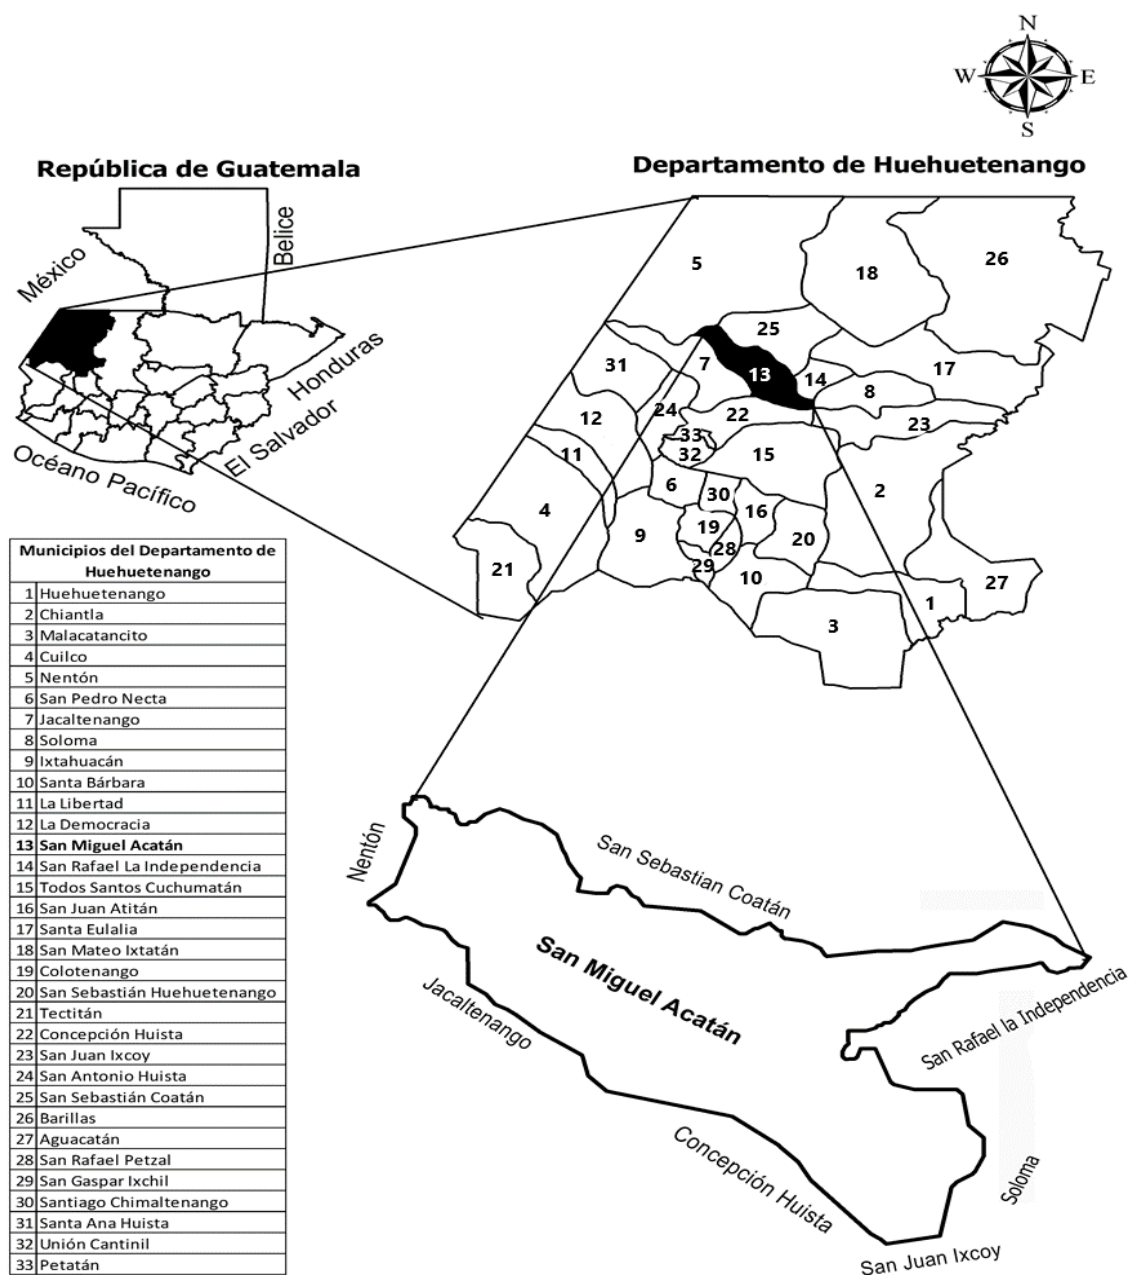 N
W E
S
República de Guatemala
Departamento de Huehuetenango
México
Belice
Honduras
El Salvador
Océano Pacífico
5
18
26
25
31
7
13
14
17
8
24
22
12
23
33
11
32
15
6
30
2
4
16
19
9
20
28
21
29
10
27
1
3
Municipios del Departamento de
Huehuetenango
1 Huehuetenango
2 Chiantla
3 Malacatancito
4 Cuilco
5 Nentón
6 San Pedro Necta
7 Jacaltenango
8 Soloma
9 Ixtahuacán
10 Santa Bárbara
11 La Libertad
12 La Democracia
13 San Miguel Acatán
14 San Rafael La Independencia
15 Todos Santos Cuchumatán
16 San Juan Atitán
17 Santa Eulalia
18 San Mateo Ixtatán
19 Colotenango
20 San Sebastián Huehuetenango
21 Tectitán
22 Concepción Huista
23 San Juan Ixcoy
24 San Antonio Huista
25 San Sebastián Coatán
26 Barillas
27 Aguacatán
28 San Rafael Petzal
29 San Gaspar Ixchil
30 Santiago Chimaltenango
31 Santa Ana Huista
32 Unión Cantinil
33 Petatán
Nentón
San Sebastian Coatán
San Miguel Acatán
Jacaltenango
San Rafael la Independencia
Concepción Huista
Soloma
San Juan Ixcoy